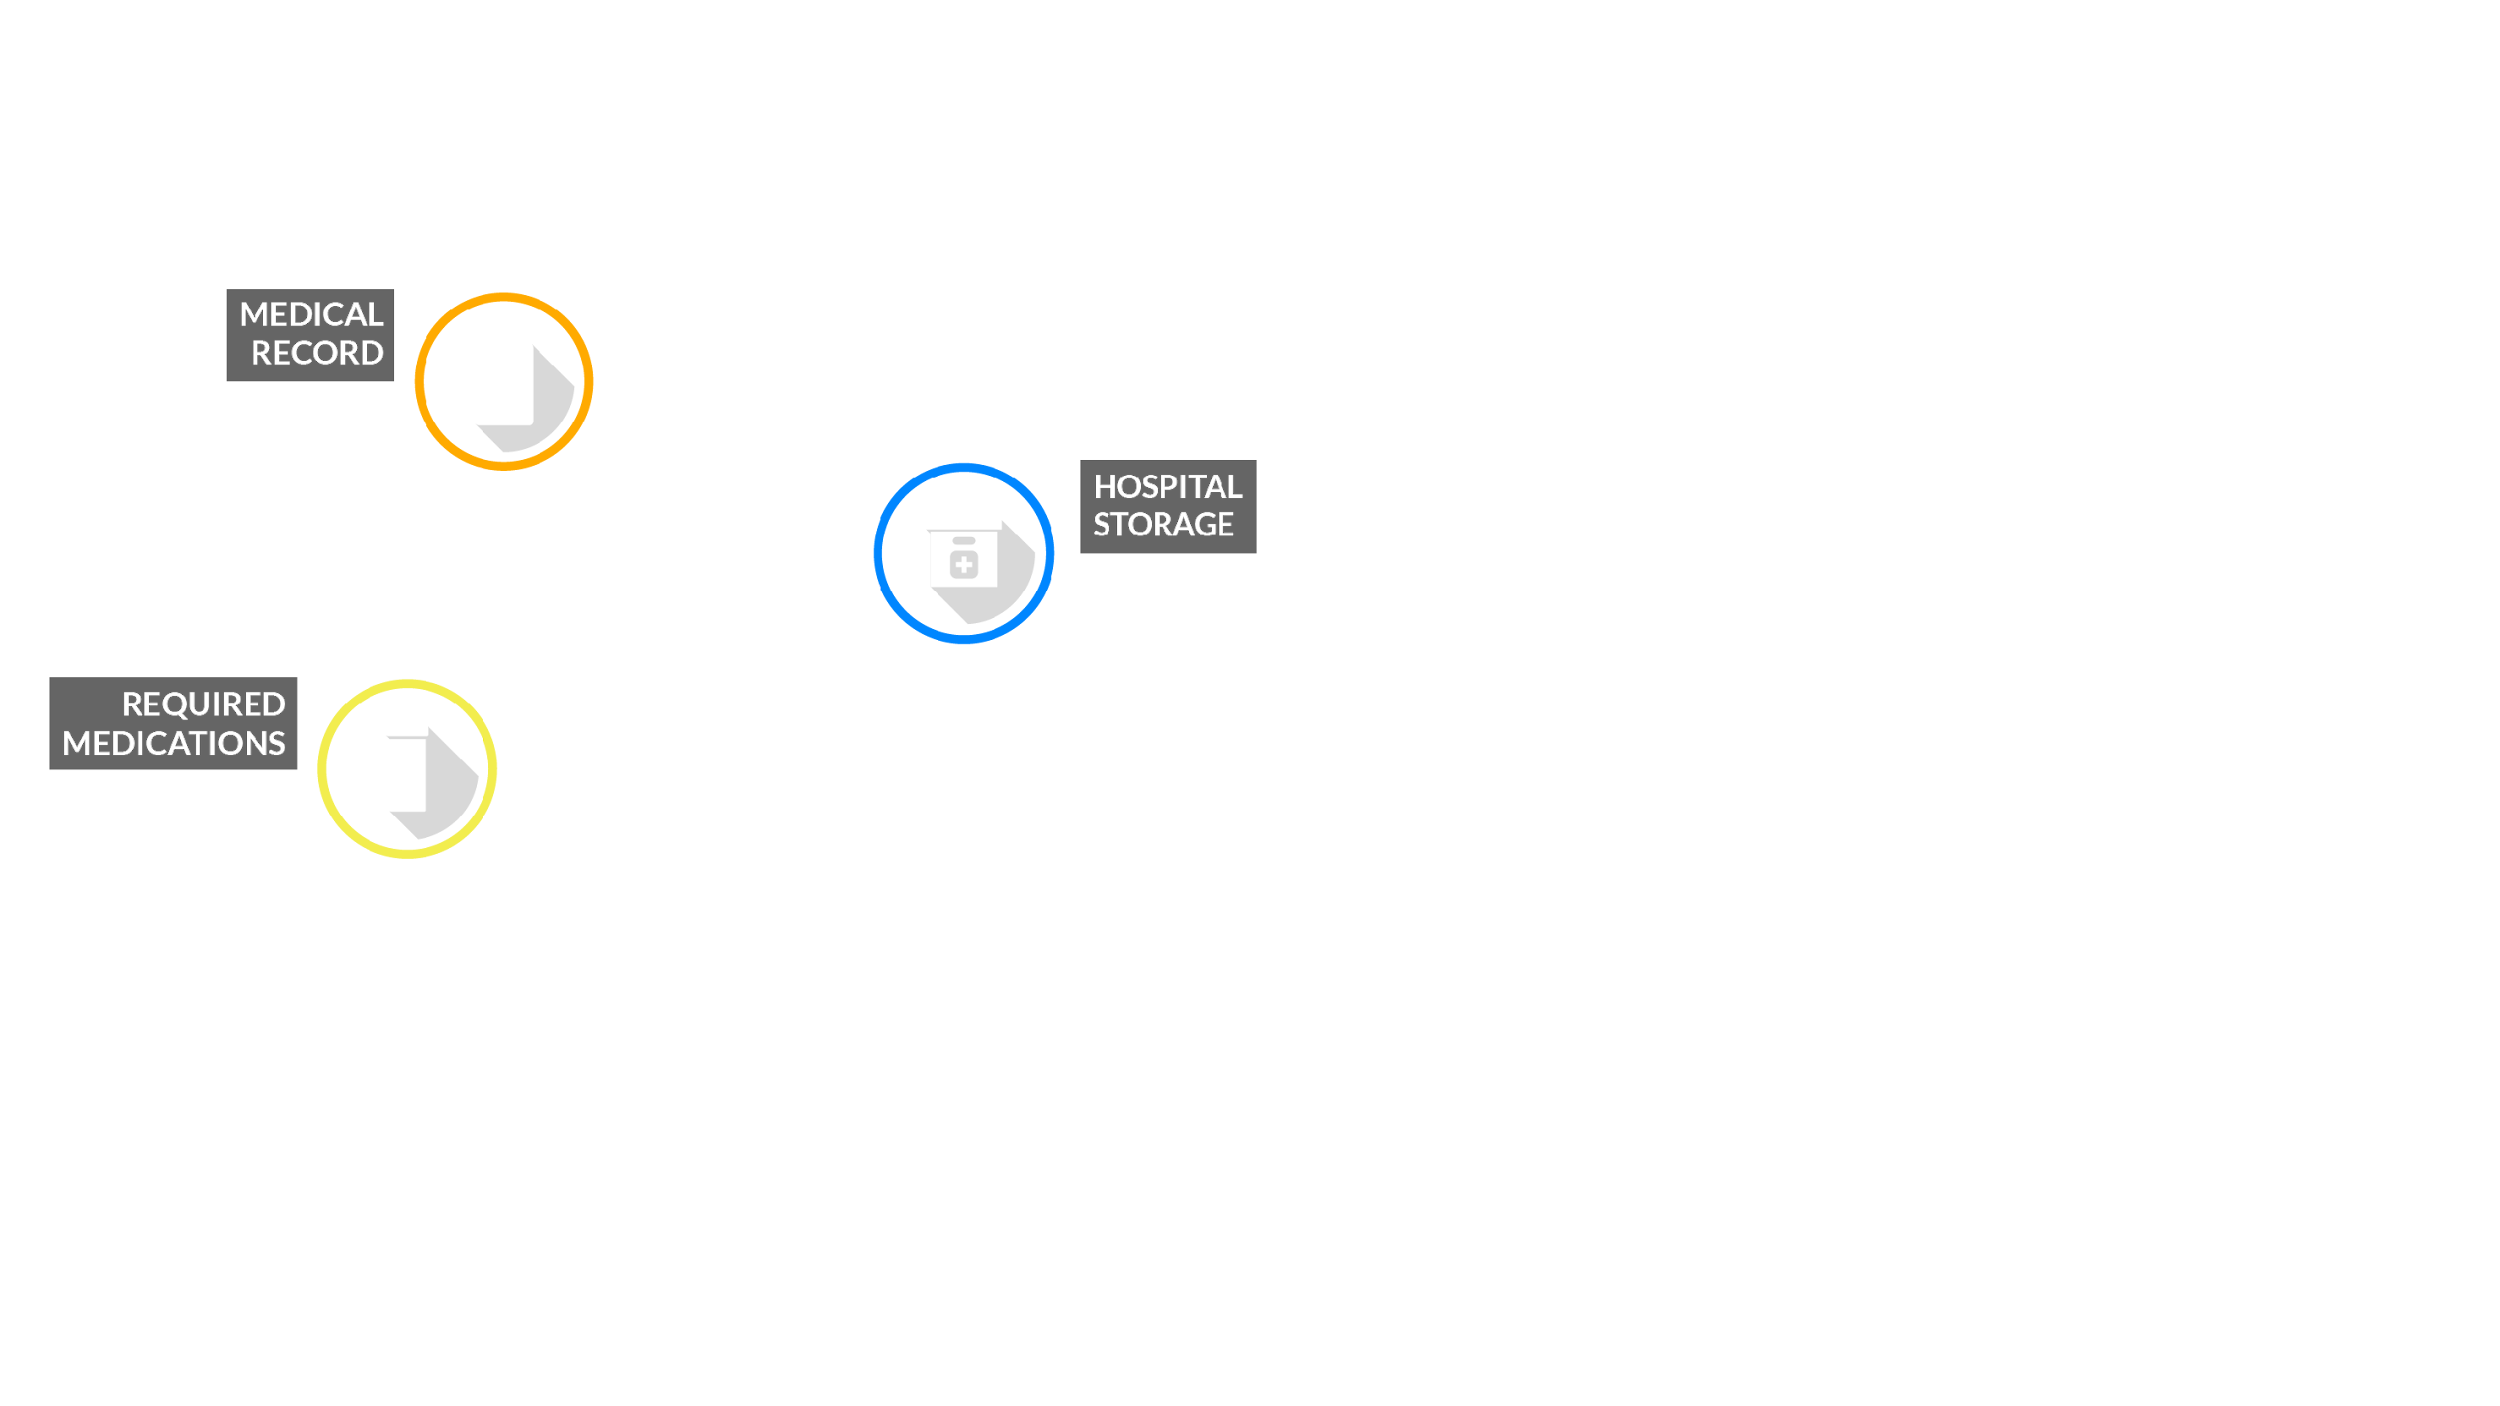 MEDICAL
RECORD
HOSPITAL
STORAGE
REQUIRED
MEDICATIONS